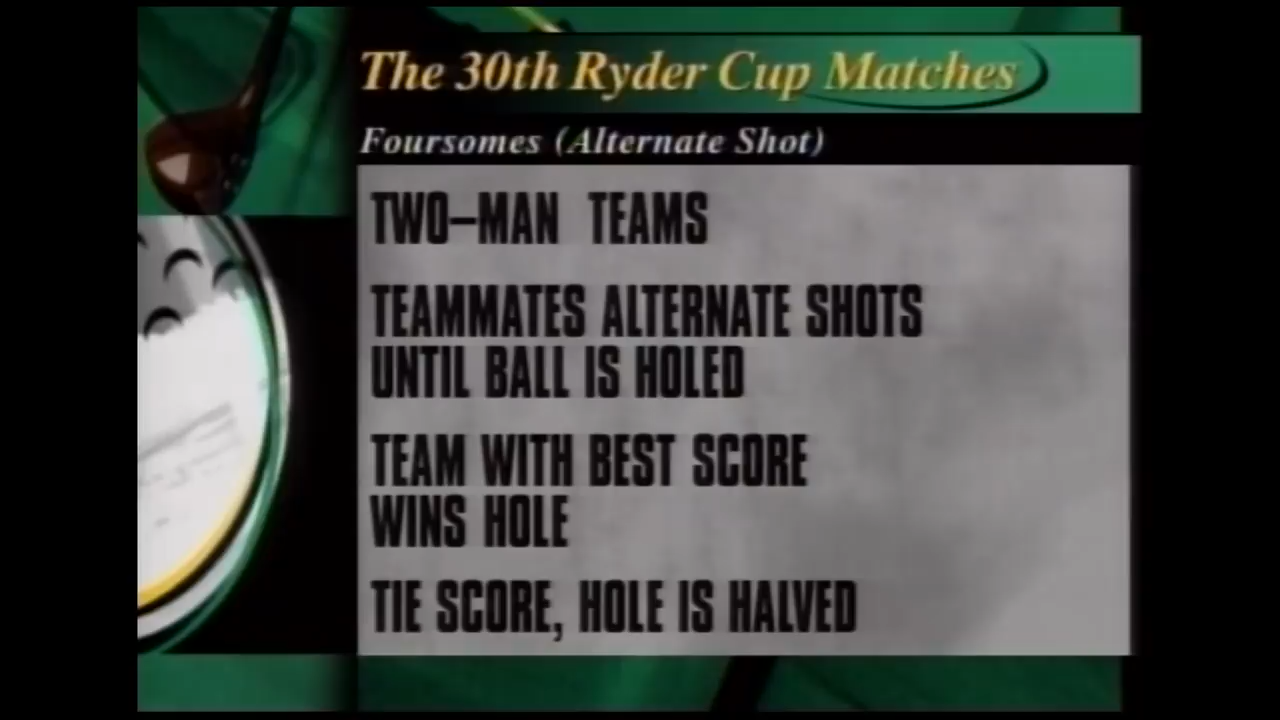 The 30th Ryder Cup Matches
Foursomes (Alternate Shot)
TWO-MAN TEAMS
TEAMMATES ALTERNATE SHOTS
UNTIL BALL IS HOLED
TEAM WITH BEST SCORE
WINS HOLE
TIE SCORE, HOLE IS HALVED